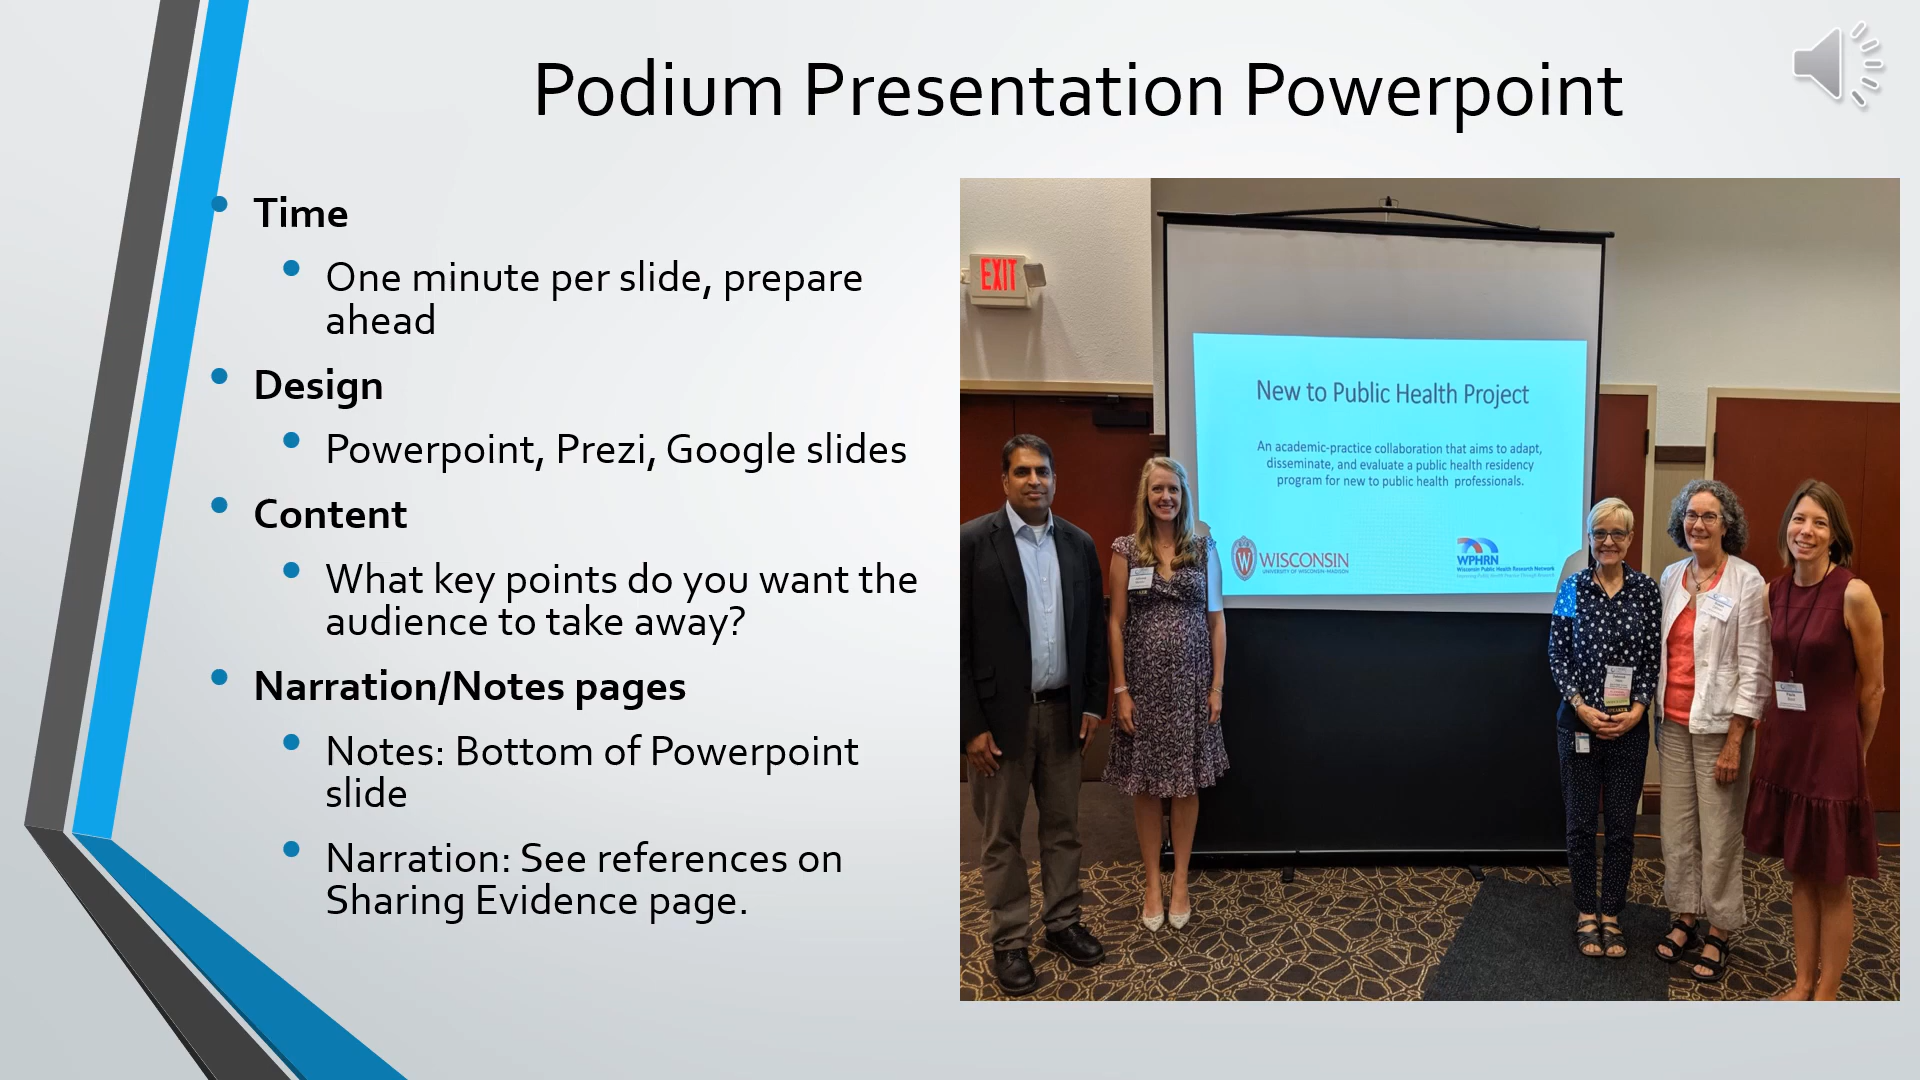 Podium Presentation Powerpoint
Time
One minute per slide, prepare
ahead
Design
Powerpoint, Prezi, Google slides
Content
What key points do you want the
audience to take away?
Narration/Notes pages
Notes: Bottom of Powerpoint
slide
Narration: See references on
Sharing Evidence page.
EXIT
New to Public Health Project
An academic-practice collaboration that aims to adapt,
disseminate, and evaluate a public health residency
program for new to public health professionals.
W WISCONSIN
UNIVERSITY OF WISCONSIN-MADISON
WPHRN
Wisconsin Public Health Research Network